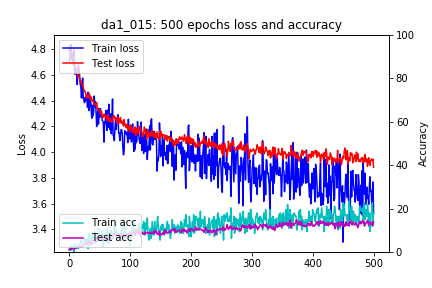 da1_015: 500 epochs loss and accuracy
Train loss
Test loss
Train acc
Test acc
Loss
4.8
4.6
4.4
4.2
4.0
3.8
3.6
3.4
Accuracy
100
80
60
40
20
0
0 100 200 300 400 500